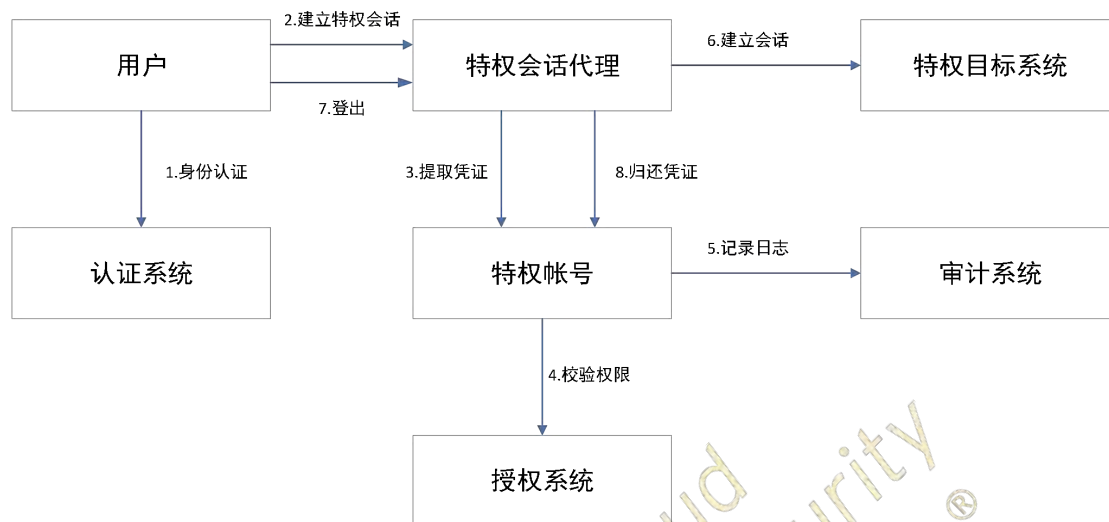 2.建立特权会话
用户
特权会话代理
6.建立会话
特权目标系统
7.登出
1.身份认证
3.提取凭证
8.归还凭证
认证系统
特权帐号
5.记录日志
审计系统
4.校验权限
授权系统
®